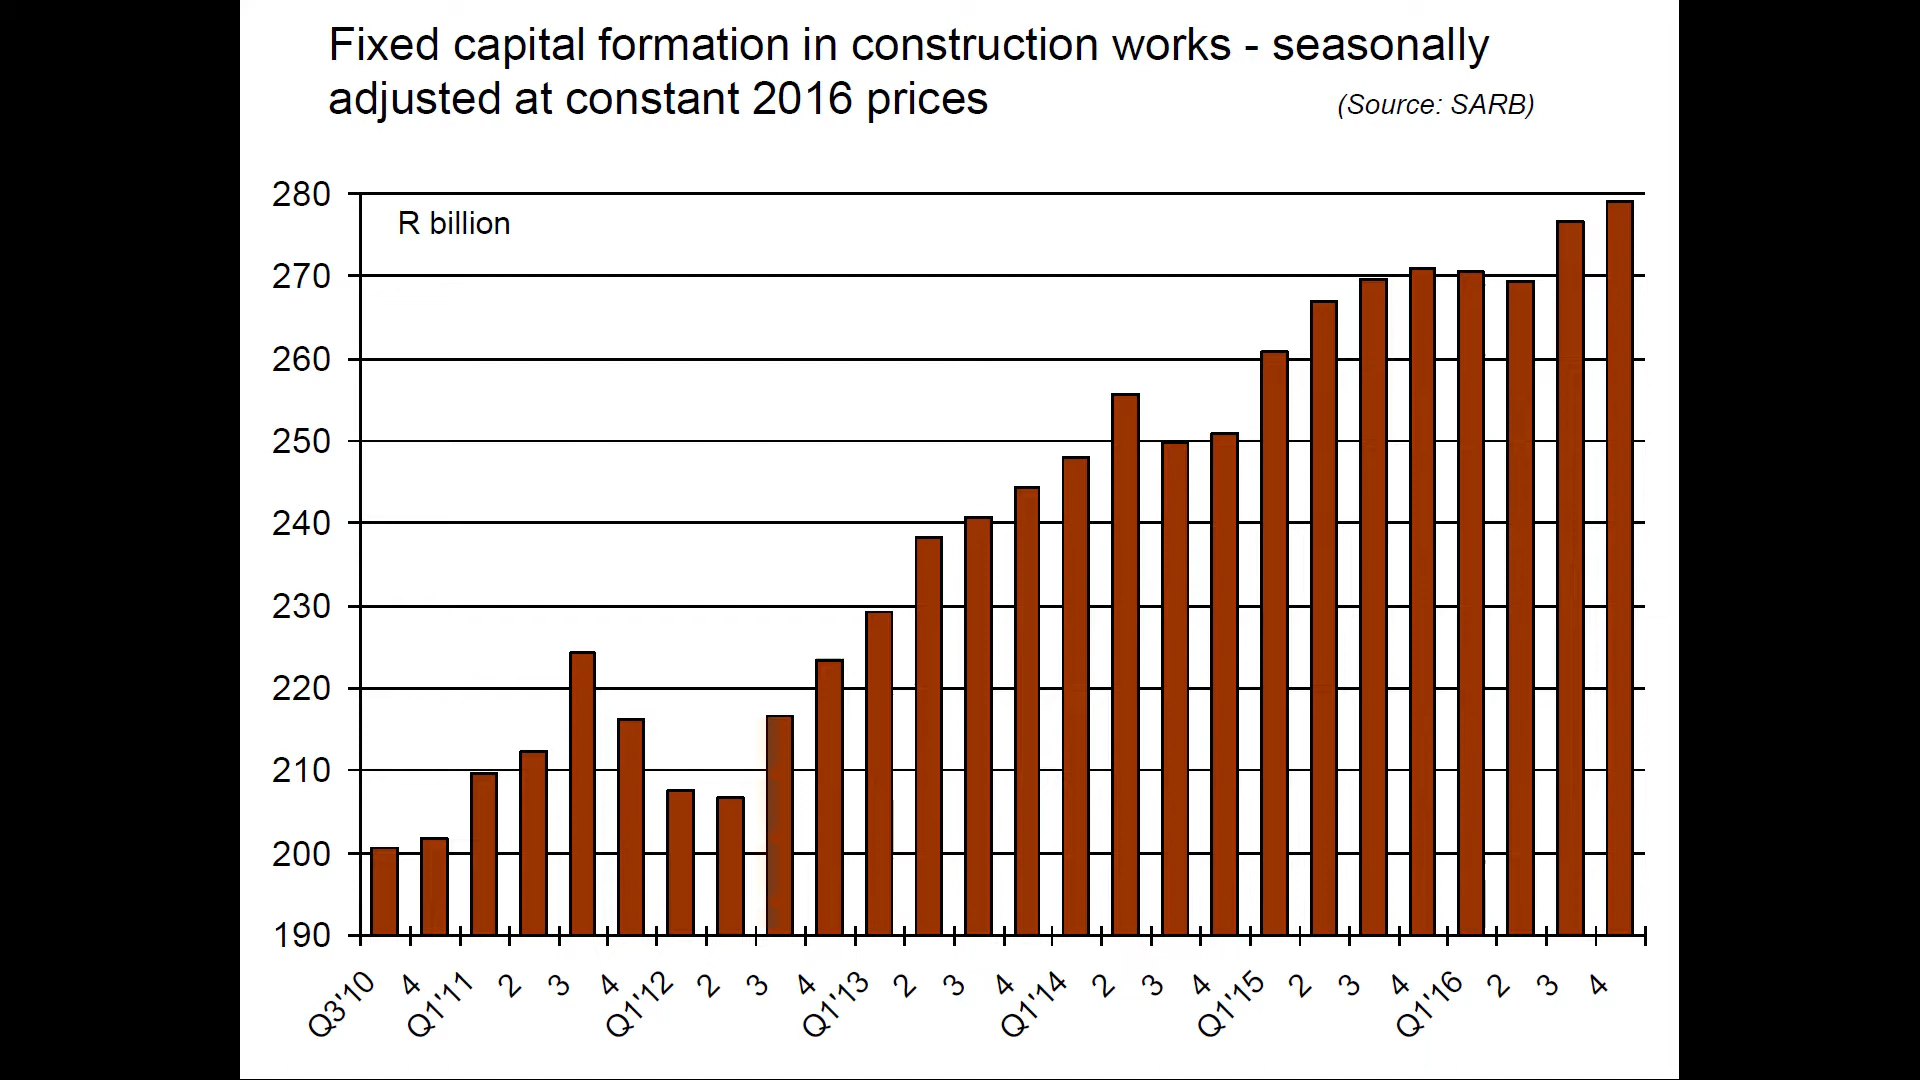 Fixed capital formation in construction works - seasonally
adjusted at constant 2016 prices
(Source: SARB)
280
R billion
270
260
250
240
230
220
210
200
190
Q3'10 4 Q1'11 2 3 4 Q1'12 2 3 4 Q1'13 2 3 4 Q1'14 2 3 4 Q1'15 2 3 4 Q1'16 2 3 4